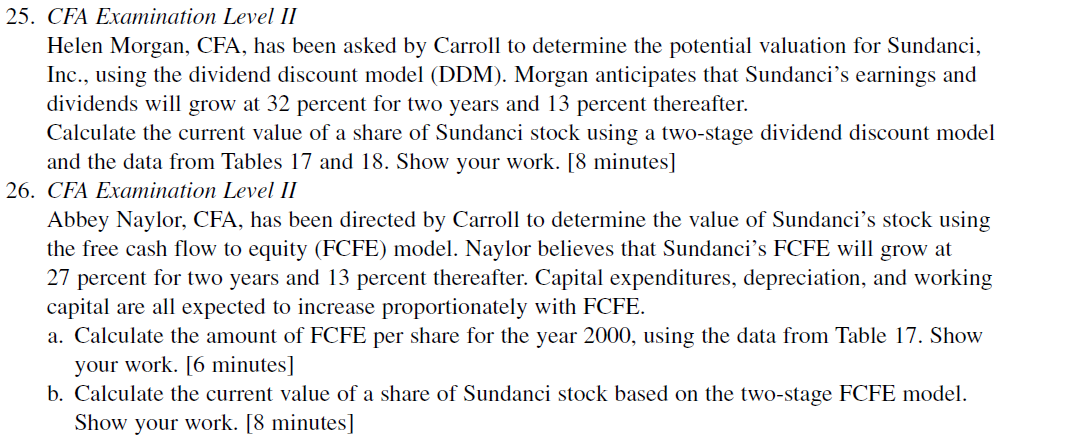 25. CFA Examination Level II
Helen Morgan, CFA, has been asked by Carroll to determine the potential valuation for Sundanci,
Inc., using the dividend discount model (DDM). Morgan anticipates that Sundanci's earnings and
dividends will grow at 32 percent for two years and 13 percent thereafter.
Calculate the current value of a share of Sundanci stock using a two-stage dividend discount model
and the data from Tables 17 and 18. Show your work. [8 minutes]
26. CFA Examination Level II
Abbey Naylor, CFA, has been directed by Carroll to determine the value of Sundanci's stock using
the free cash flow to equity (FCFE) model. Naylor believes that Sundanci's FCFE will grow at
27 percent for two years and 13 percent thereafter. Capital expenditures, depreciation, and working
capital are all expected to increase proportionately with FCFE.
a. Calculate the amount of FCFE per share for the year 2000, using the data from Table 17. Show
your work. [6 minutes]
b. Calculate the current value of a share of Sundanci stock based on the two-stage FCFE model.
Show your work. [8 minutes]